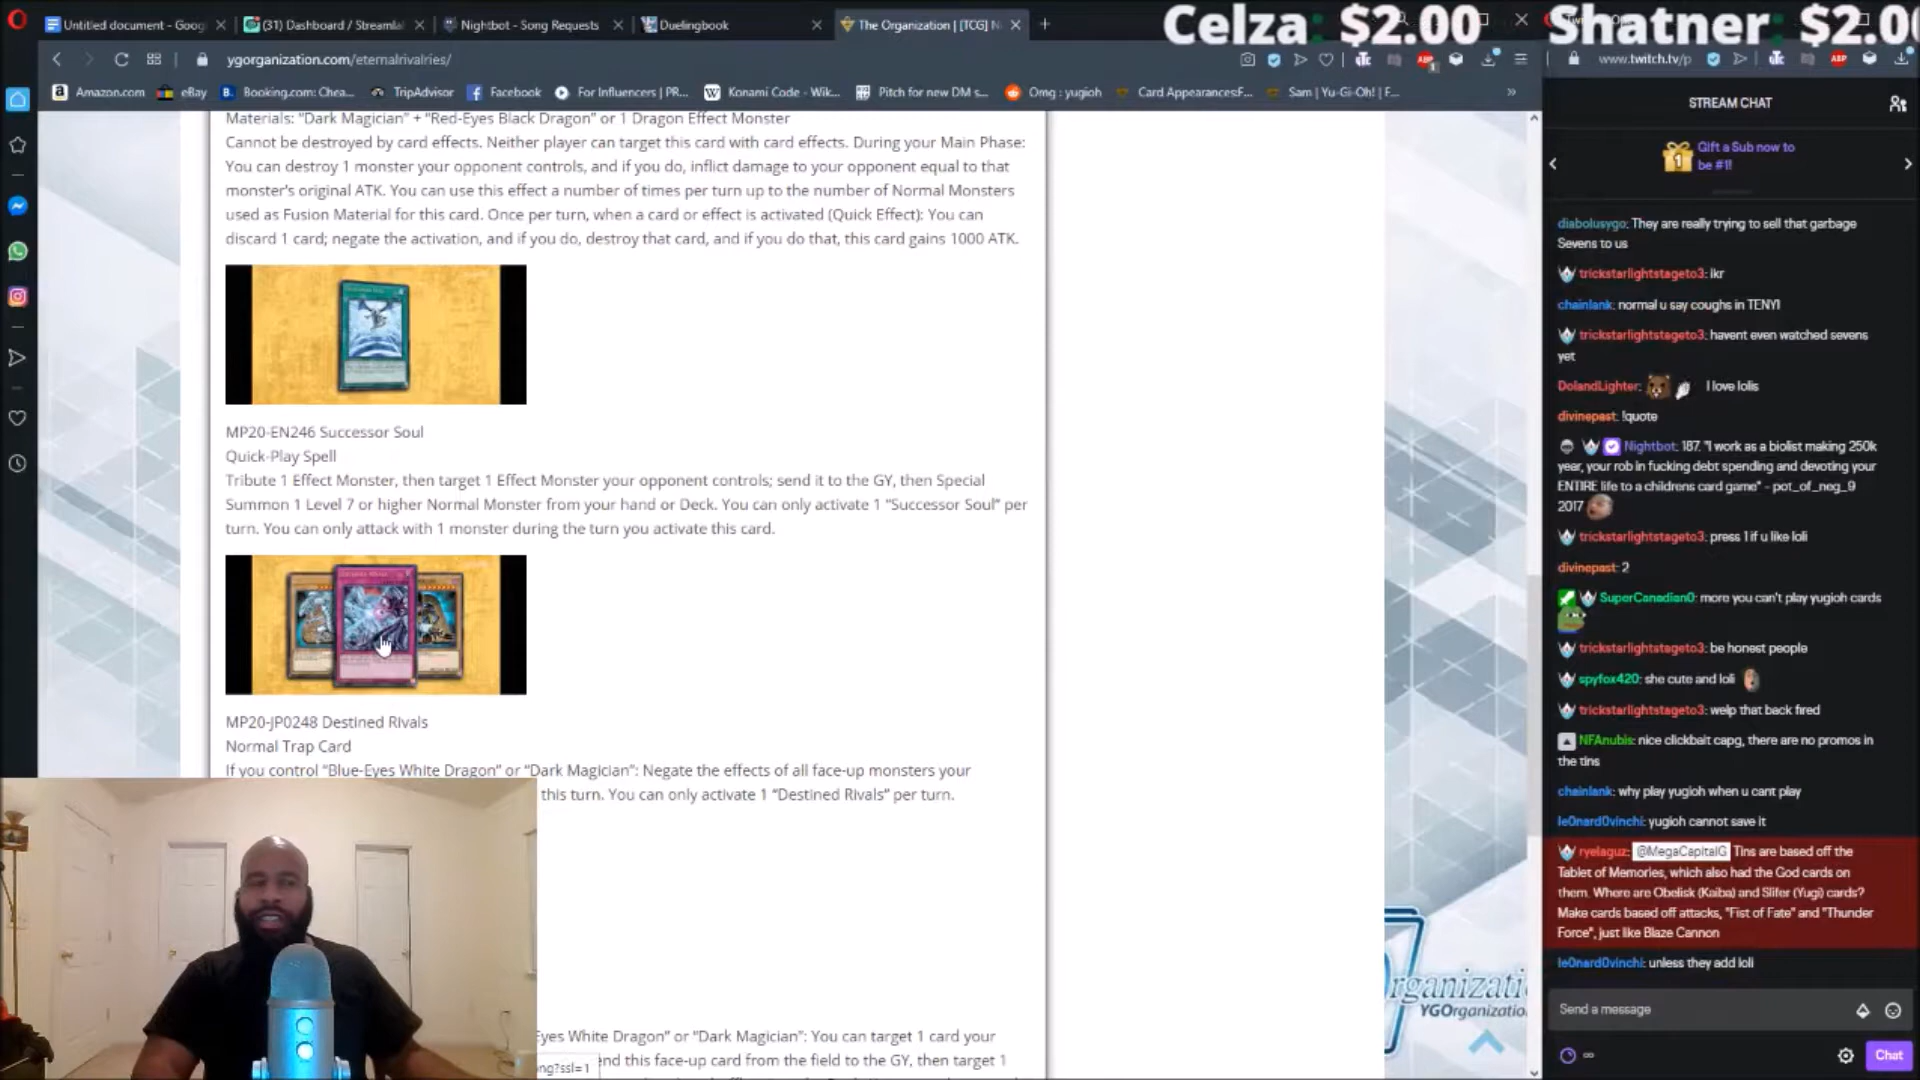 Untitled document - Goog
(31) Dashboard / Streamlal
Nightbot - Song Requests
Duelingbook
The Organization | [TCG] N
Celza: $2.00
Shatner: $2.00
ygorganization.com/eternalrivalries/
www.twitch.tv/p
Amazon.com
eBay
Booking.com: Chea...
TripAdvisor
Facebook
For Influencers | PR...
Konami Code - Wik...
Pitch for new DM s...
Omg : yugioh
Card AppearancesF...
Sam | Yu-Gi-Oh! | F...
Materials: “Dark Magician” + “Red-Eyes Black Dragon” or 1 Dragon Effect Monster
Cannot be destroyed by card effects. Neither player can target this card with card effects. During your Main Phase:
You can destroy 1 monster your opponent controls, and if you do, inflict damage to your opponent equal to that
monster’s original ATK. You can use this effect a number of times per turn up to the number of Normal Monsters
used as Fusion Material for this card. Once per turn, when a card or effect is activated (Quick Effect): You can
discard 1 card; negate the activation, and if you do, destroy that card, and if you do that, this card gains 1000 ATK.
MP20-EN246 Successor Soul
Quick-Play Spell
Tribute 1 Effect Monster, then target 1 Effect Monster your opponent controls; send it to the GY, then Special
Summon 1 Level 7 or higher Normal Monster from your hand or Deck. You can only activate 1 “Successor Soul” per
turn. You can only attack with 1 monster during the turn you activate this card.
MP20-JP0248 Destined Rivals
Normal Trap Card
If you control “Blue-Eyes White Dragon” or “Dark Magician”: Negate the effects of all face-up monsters your
this turn. You can only activate 1 “Destined Rivals” per turn.
Eyes White Dragon” or “Dark Magician”: You can target 1 card your
end this face-up card from the field to the GY, then target 1
ng?ssl=1
rganizati
YGOrganization.
STREAM CHAT
1
Gift a Sub now to
be #1!
diabolusygo: They are really trying to sell that garbage
Sevens to us
trickstarlightstageto3: ikr
chainlank: normal u say coughs in TENYI
trickstarlightstageto3: havent even watched sevens
yet
DolandLighter: I love lolis
divinepast: !quote
Nightbot: 187. "I work as a biolist making 250k
year, your rob in fucking debt spending and devoting your
ENTIRE life to a childrens card game" - pot_of_neg_9
2017
trickstarlightstageto3: press 1 if u like loli
divinepast: 2
SuperCanadian0: more you can't play yugioh cards
trickstarlightstageto3: be honest people
spyfox420: she cute and loli
trickstarlightstageto3: welp that back fired
NFAnubis: nice clickbait capg, there are no promos in
the tins
chainlank: why play yugioh when u cant play
le0nard0vinchi: yugioh cannot save it
ryelaguz: @MegaCapitalG Tins are based off the
Tablet of Memories, which also had the God cards on
them. Where are Obelisk (Kaiba) and Slifer (Yugi) cards?
Make cards based off attacks, "Fist of Fate" and "Thunder
Force", just like Blaze Cannon
le0nard0vinchi: unless they add loli
Send a message
Chat